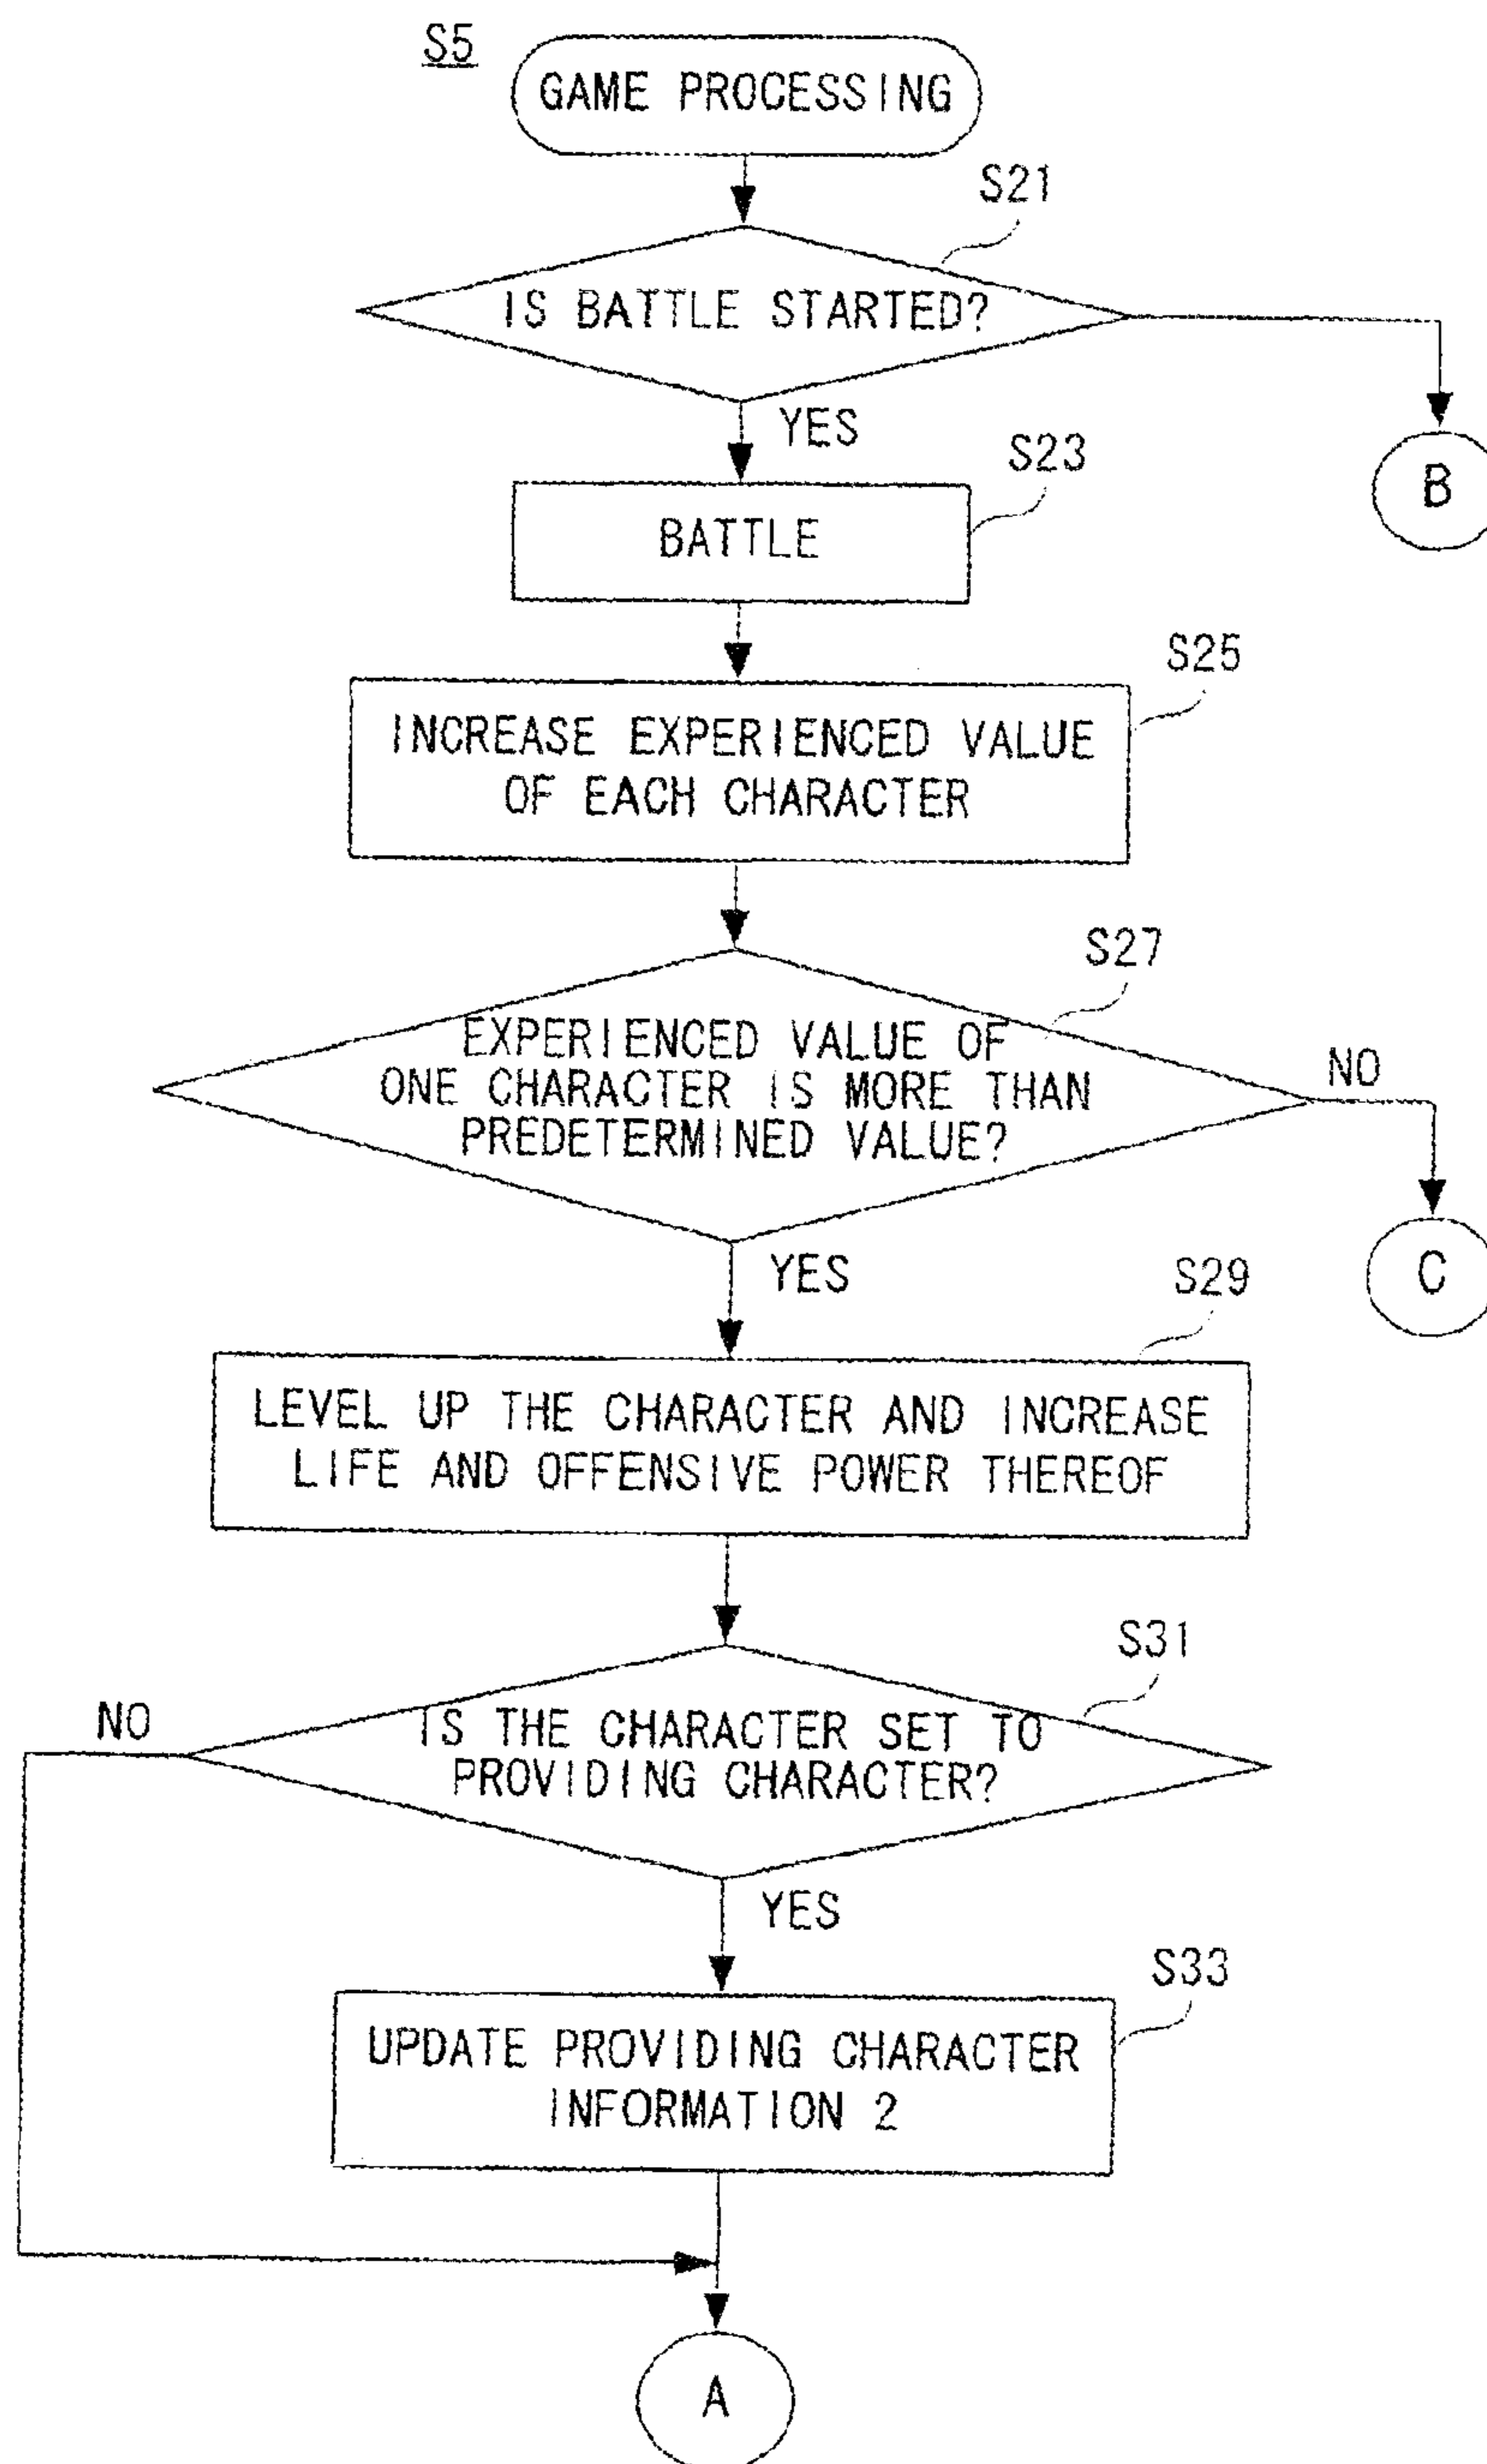 S5
GAME PROCESSING
S21
IS BATTLE STARTED?
YES
B
S23
BATTLE
S25
INCREASE EXPERIENCED VALUE
OF EACH CHARACTER
S27
EXPERIENCED VALUE OF
ONE CHARACTER IS MORE THAN
PREDETERMINED VALUE?
NO
C
YES
S29
LEVEL UP THE CHARACTER AND INCREASE
LIFE AND OFFENSIVE POWER THEREOF
S31
NO
IS THE CHARACTER SET TO
PROVIDING CHARACTER?
YES
S33
UPDATE PROVIDING CHARACTER
INFORMATION 2
A